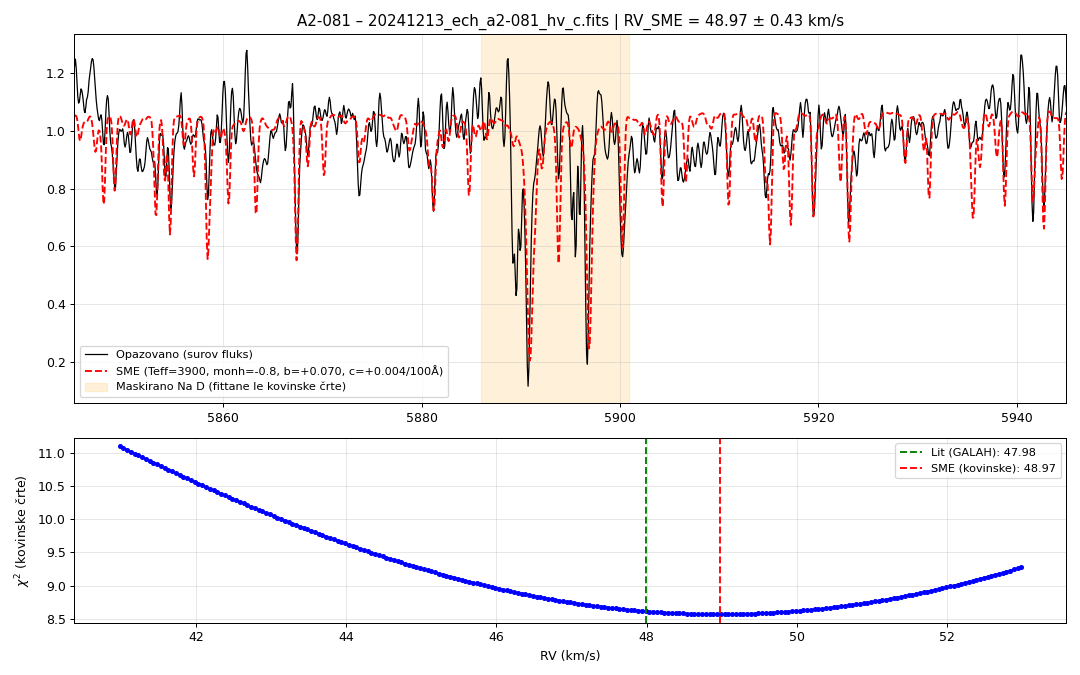 A2-081 – 20241213_ech_a2-081_hv_c.fits | RV_SME = 48.97 ± 0.43 km/s
1.2
1.0
0.8
0.6
0.4
0.2
Opazovano (surov fluks)
SME (Teff=3900, monh=-0.8, b=+0.070, c=+0.004/100Å)
Maskirano Na D (fittane le kovinske črte)
5860 5880 5900 5920 5940
11.0
10.5
10.0
9.5
9.0
8.5
χ² (kovinske črte)
Lit (GALAH): 47.98
SME (kovinske): 48.97
42 44 46 48 50 52
RV (km/s)